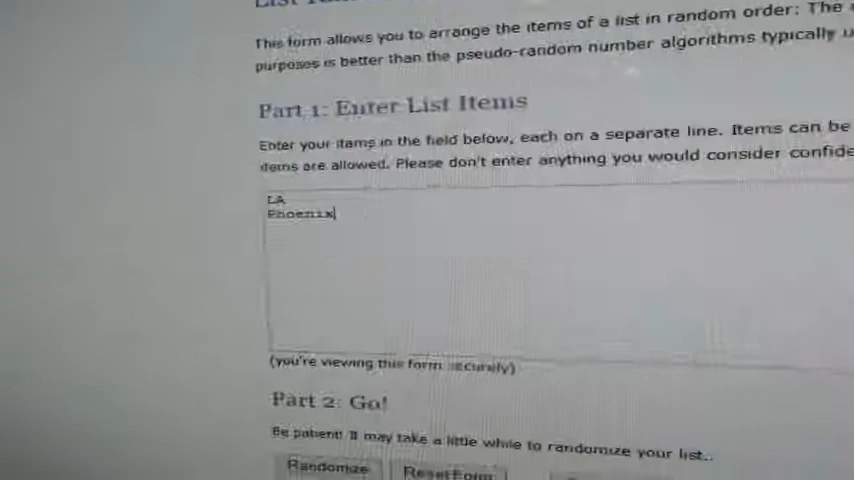 List
This form allows you to arrange the items of a list in random order: The
purposes is better than the pseudo-random number algorithms typically
Part 1: Enter List Items
Enter your items in the field below, each on a separate line. Items can be
items are allowed. Please don't enter anything you would consider confide
LA
Phoenix
(you're viewing this form securely)
Part 2: Go!
Be patient! It may take a little while to randomize your list..
Randomize Reset Form